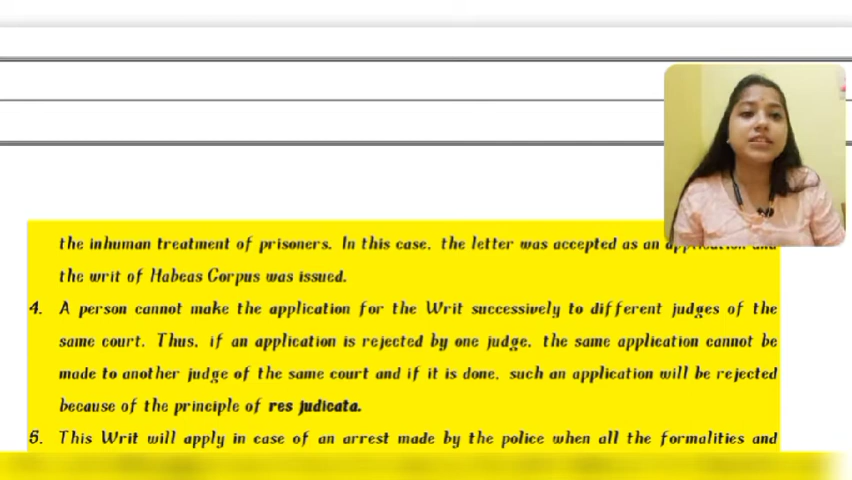 the inhuman treatment of prisoners. In this case, the letter was accepted as an
the writ of Habeas Corpus was issued.
4. A person cannot make the application for the Writ successively to different judges of the
same court. Thus, if an application is rejected by one judge, the same application cannot be
made to another judge of the same court and if it is done, such an application will be rejected
because of the principle of res judicata.
5. This Writ will apply in case of an arrest made by the police when all the formalities and